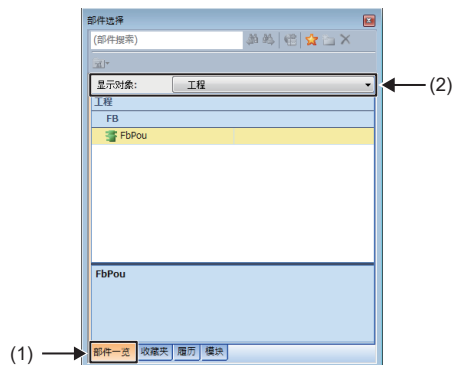 部件选择
(部件搜索)
显示对象: 工程
(2)
工程
FB
FbPou
FbPou
(1)
部件一览 收藏夹 履历 模块